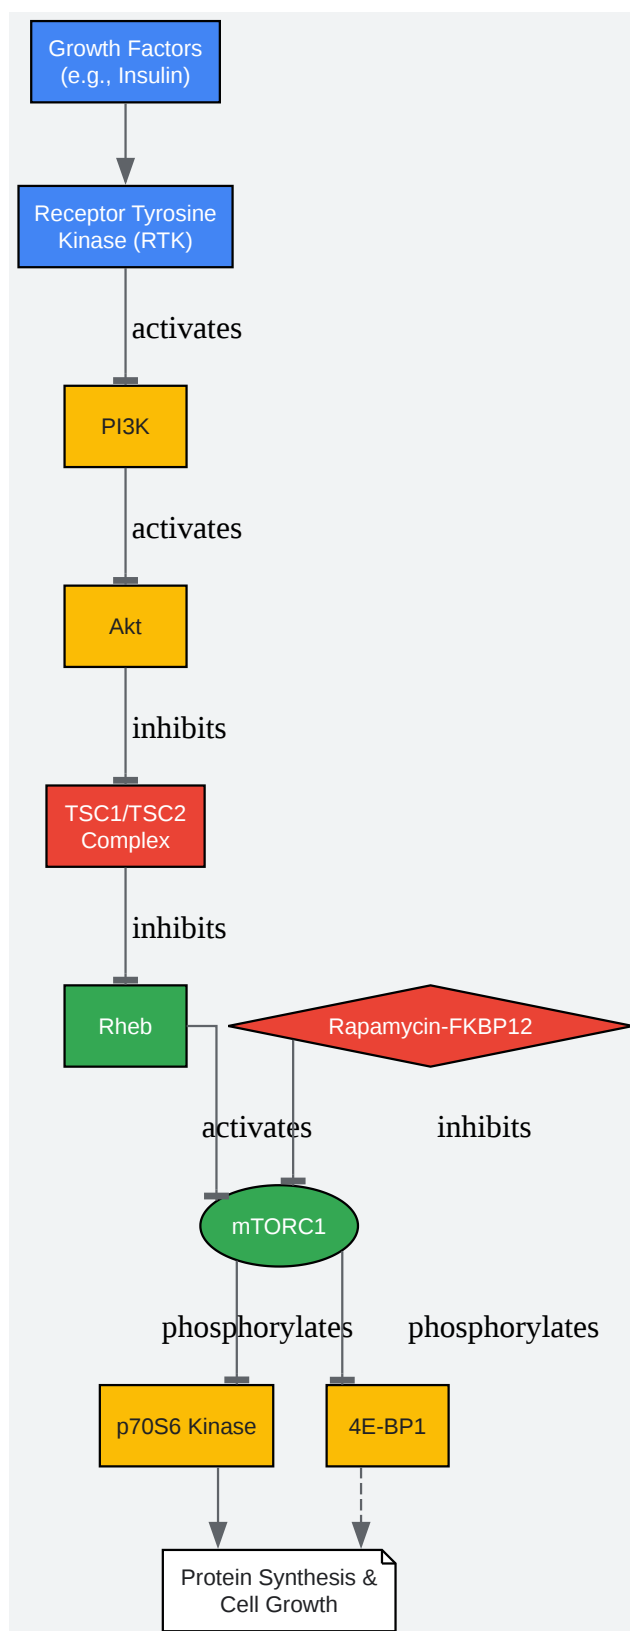 Growth Factors
(e.g., Insulin)
Receptor Tyrosine
Kinase (RTK)
activates
PI3K
activates
Akt
inhibits
TSC1/TSC2
Complex
inhibits
Rheb
Rapamycin-FKBP12
activates
inhibits
mTORC1
phosphorylates
phosphorylates
p70S6 Kinase
4E-BP1
Protein Synthesis &
Cell Growth